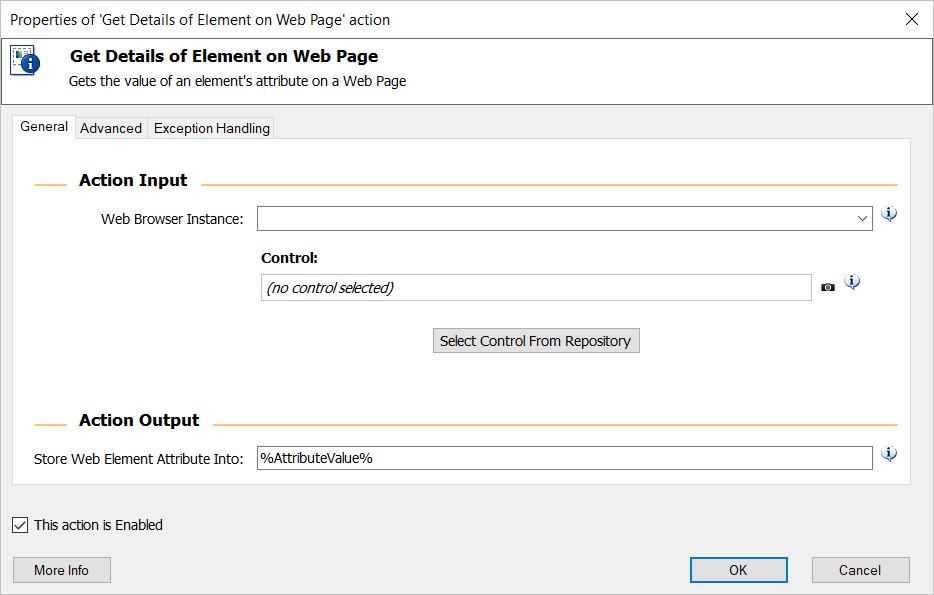 Properties of 'Get Details of Element on Web Page' action
Get Details of Element on Web Page
Gets the value of an element's attribute on a Web Page
General Advanced Exception Handling
Action Input
Web Browser Instance:
Control:
(no control selected)
Select Control From Repository
Action Output
Store Web Element Attribute Into: %AttributeValue%
This action is Enabled
More Info OK Cancel